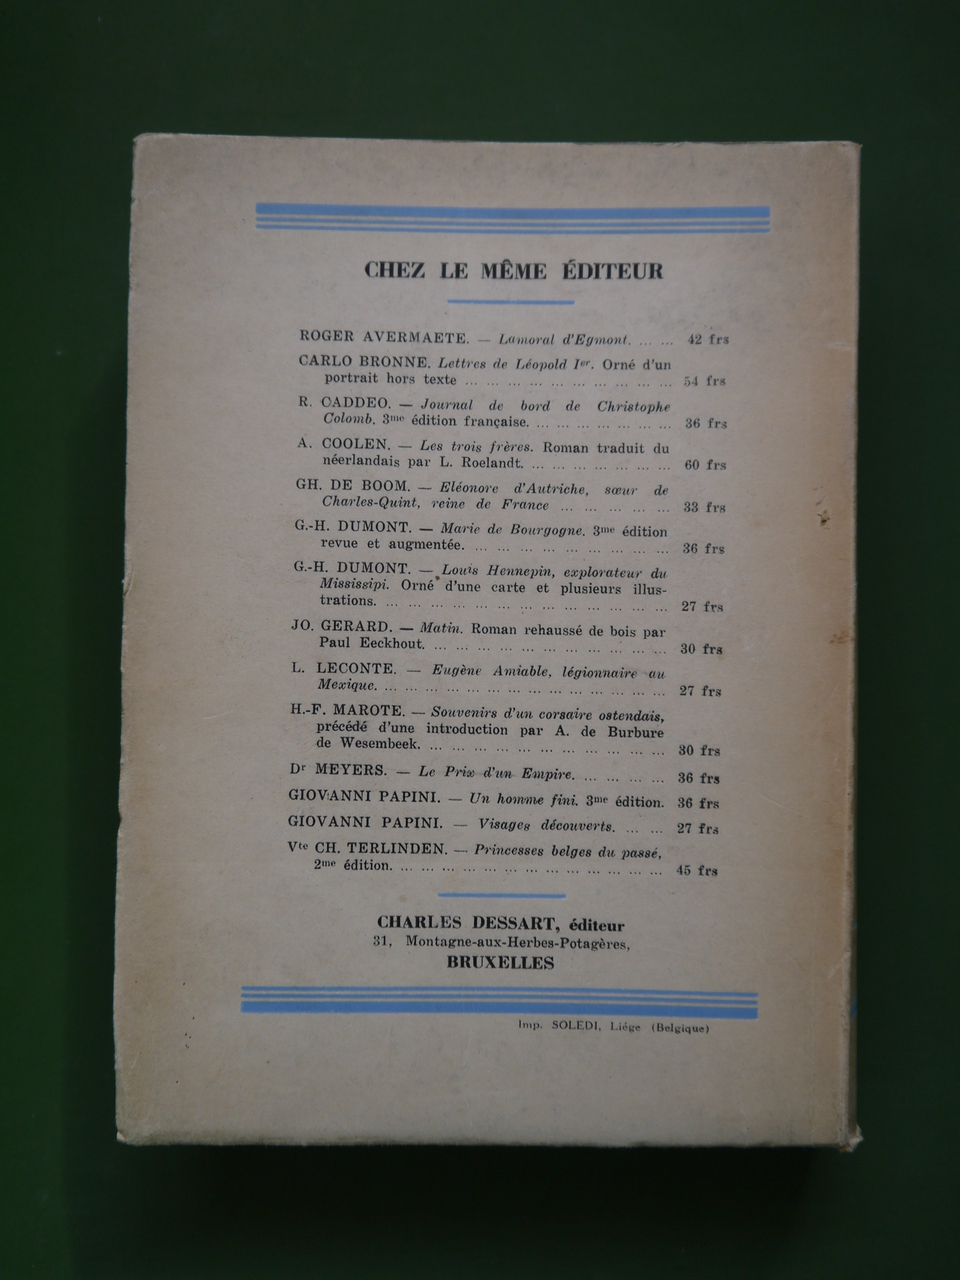 CHEZ LE MÊME ÉDITEUR
ROGER AVERMAETE. — Lamoral d'Egmont. ... ... 42 frs
CARLO BRONNE. Lettres de Léopold Ier. Orné d'un
portrait hors texte ... ... ... ... ... ... ... ... ... ... 54 frs
R. CADDEO. — Journal de bord de Christophe
Colomb. 3me édition française. ... ... ... ... ... ... ... 36 frs
A. COOLEN. — Les trois frères. Roman traduit du
néerlandais par L. Roelandt. ... ... ... ... ... ... ... 60 frs
GH. DE BOOM. — Eléonore d'Autriche, sœur de
Charles-Quint, reine de France ... ... ... ... ... ... 33 frs
G.-H. DUMONT. — Marie de Bourgogne. 3me édition
revue et augmentée. ... ... ... ... ... ... ... ... ... ... 36 frs
G.-H. DUMONT. — Louis Hennepin, explorateur du
Mississipi. Orné d'une carte et plusieurs illus-
trations. ... ... ... ... ... ... ... ... ... ... ... ... ... ... 27 frs
JO. GERARD. — Matin. Roman rehaussé de bois par
Paul Eeckhout. ... ... ... ... ... ... ... ... ... ... ... ... 30 frs
L. LECONTE. — Eugène Amiable, légionnaire au
Mexique. ... ... ... ... ... ... ... ... ... ... ... ... ... ... 27 frs
H.-F. MAROTE. — Souvenirs d'un corsaire ostendais,
précédé d'une introduction par A. de Burbure
de Wesembeek. ... ... ... ... ... ... ... ... ... ... ... ... 30 frs
Dr MEYERS. — Le Prix d'un Empire. ... ... ... ... 36 frs
GIOVANNI PAPINI. — Un homme fini. 3me édition. 36 frs
GIOVANNI PAPINI. — Visages découverts. ... ... 27 frs
Vte CH. TERLINDEN. — Princesses belges du passé,
2me édition. ... ... ... ... ... ... ... ... ... ... ... ... ... 45 frs
CHARLES DESSART, éditeur
31, Montagne-aux-Herbes-Potagères,
BRUXELLES
Imp. SOLEDI, Liége (Belgique)